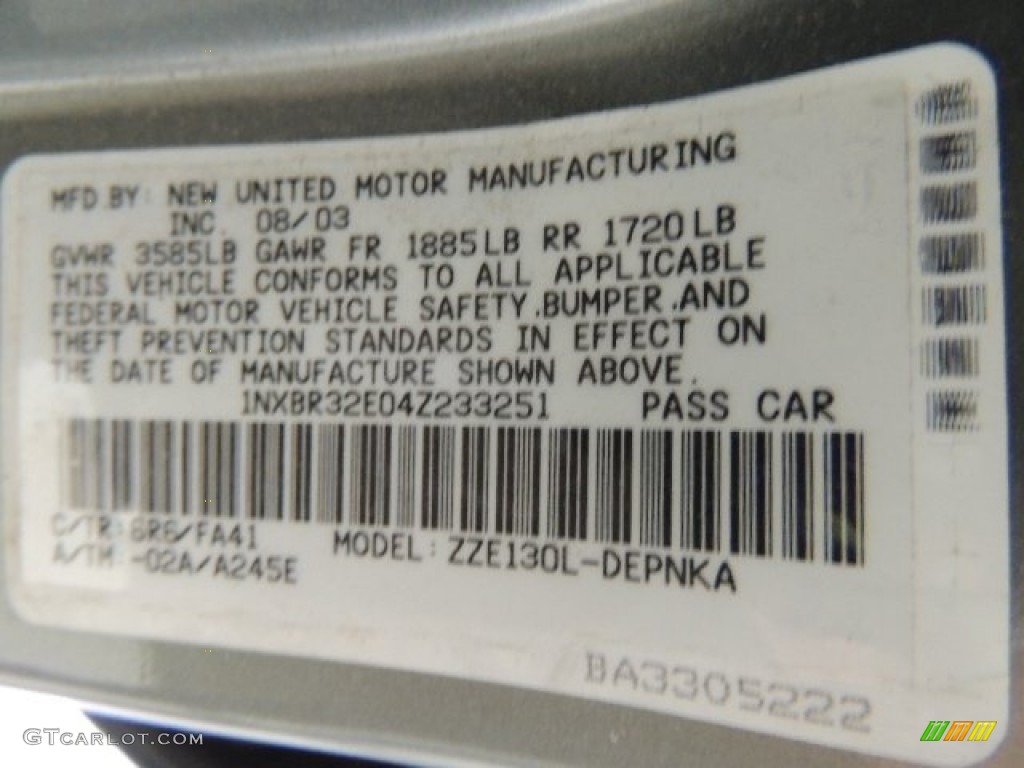 MFD.BY: NEW UNITED MOTOR MANUFACTURING
INC. 08/03
GVWR 3585LB GAWR FR 1885LB RR 1720LB
THIS VEHICLE CONFORMS TO ALL APPLICABLE
FEDERAL MOTOR VEHICLE SAFETY,BUMPER,AND
THEFT PREVENTION STANDARDS IN EFFECT ON
THE DATE OF MANUFACTURE SHOWN ABOVE.
1NXBR32E04Z233251 PASS CAR
C/TR:6R6/FA41
A/TM:-02A/A245E
MODEL: ZZE130L-DEPNKA
BA3305222
GTCarLot.com